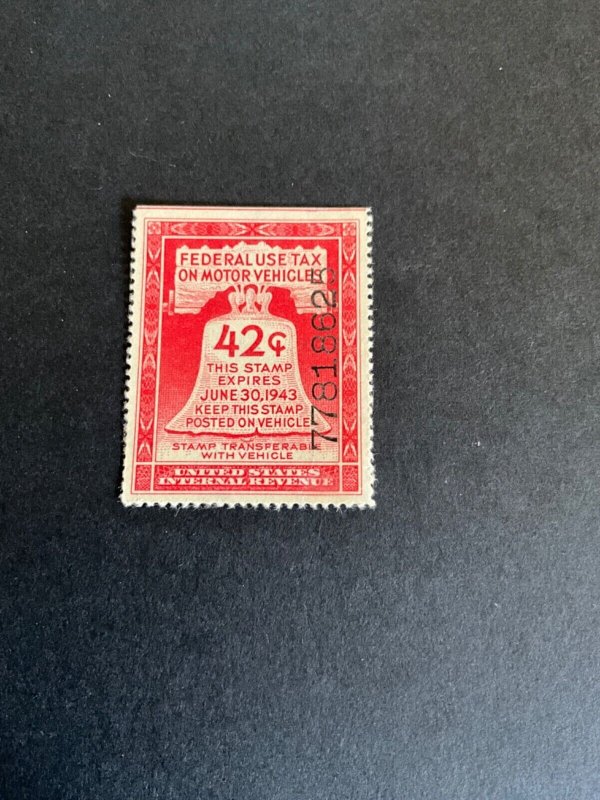 FEDERAL USE TAX
ON MOTOR VEHICLES
42¢
THIS STAMP
EXPIRES
JUNE 30, 1943
KEEP THIS STAMP
POSTED ON VEHICLE
STAMP TRANSFERABLE
WITH VEHICLE
UNITED STATES
INTERNAL REVENUE
77818625